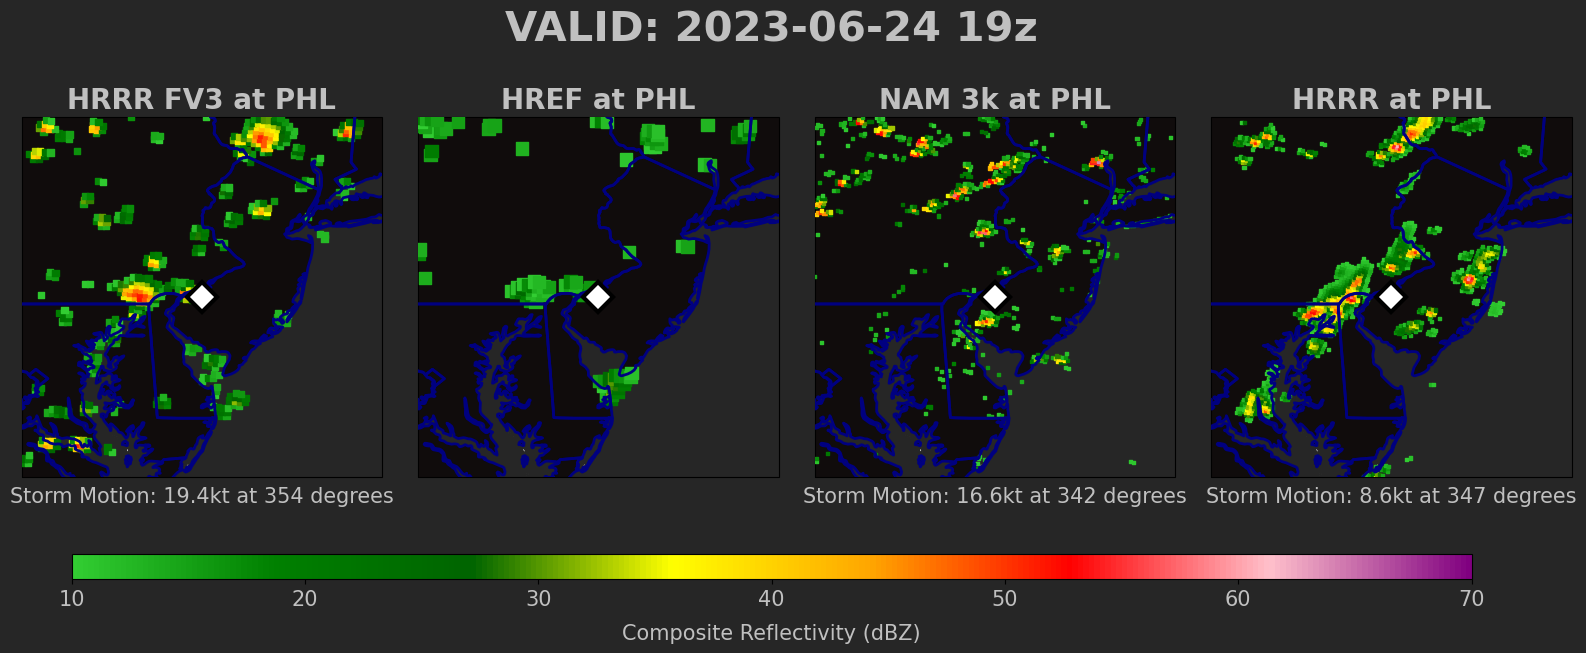 VALID: 2023-06-24 19z
HRRR FV3 at PHL
HREF at PHL
NAM 3k at PHL
HRRR at PHL
Storm Motion: 19.4kt at 354 degrees
Storm Motion: 16.6kt at 342 degrees
Storm Motion: 8.6kt at 347 degrees
10 20 30 40 50 60 70
Composite Reflectivity (dBZ)